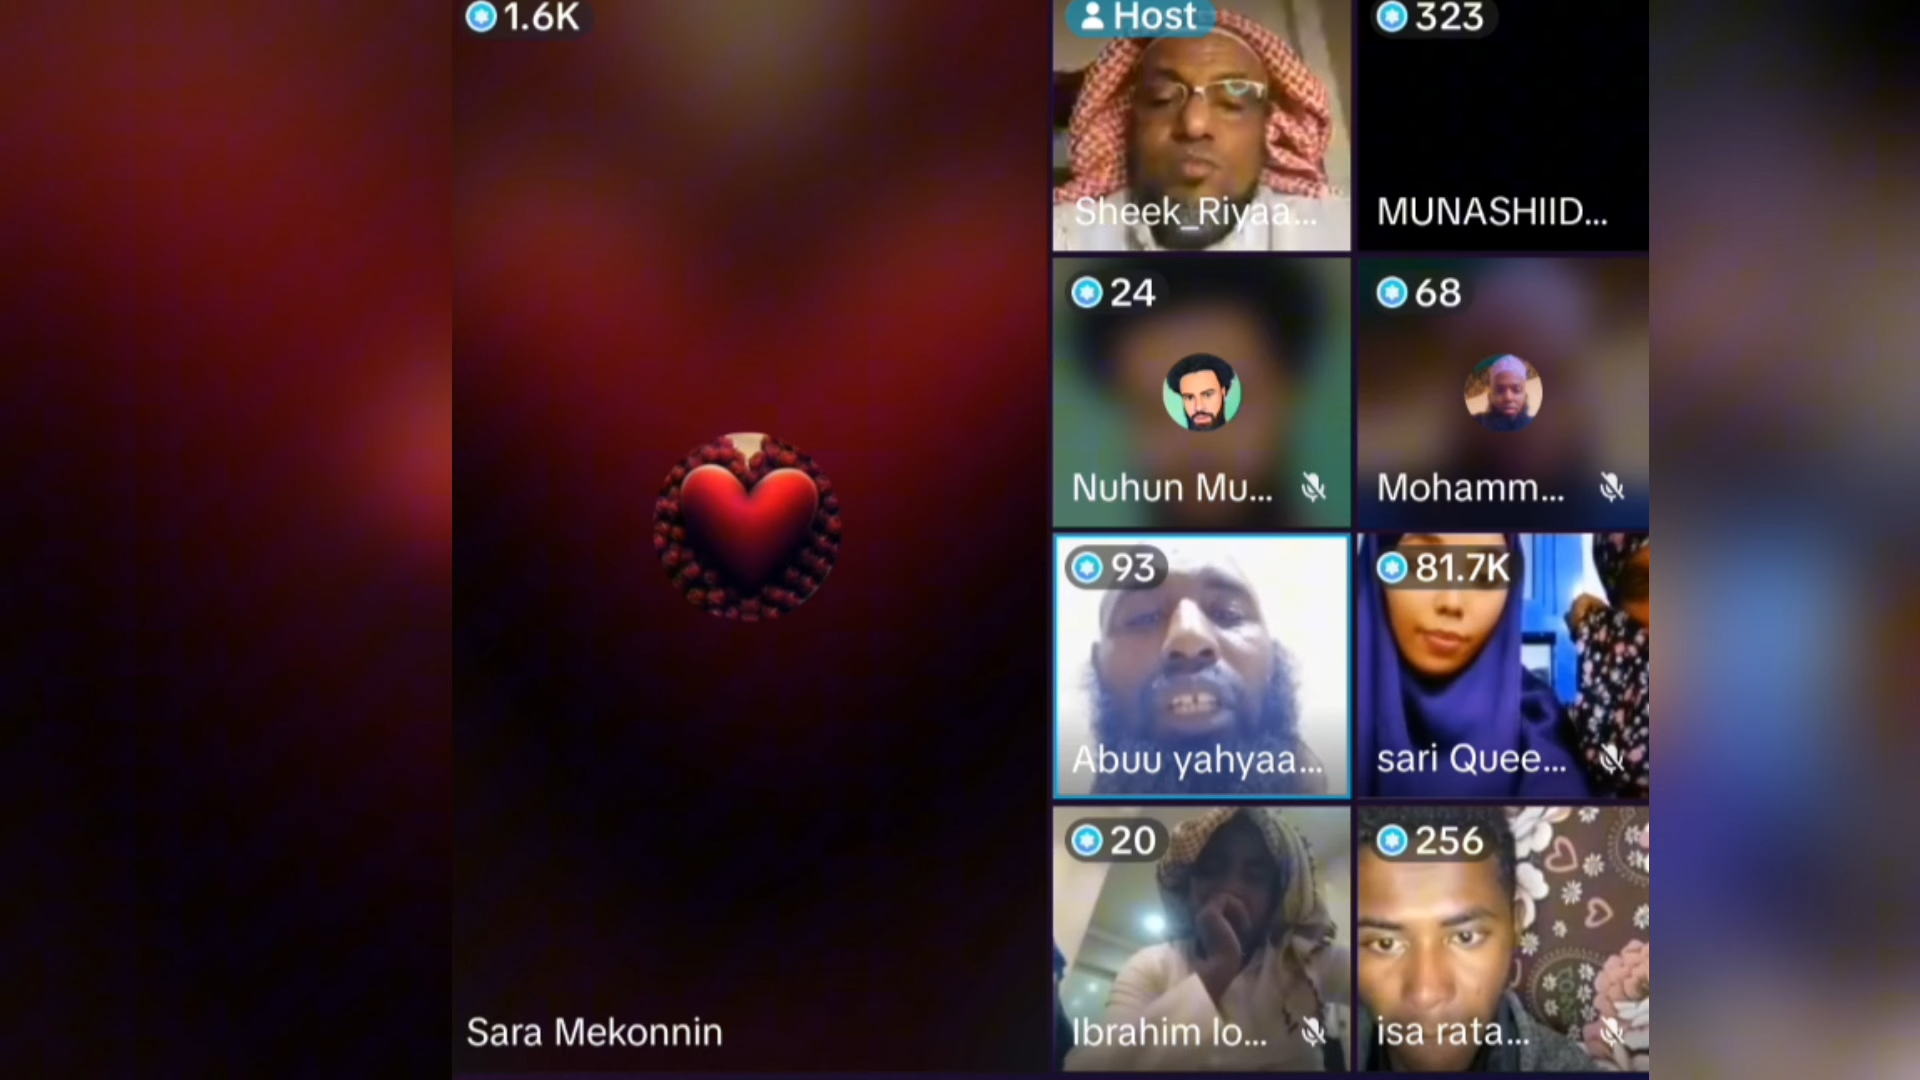 1.6K
Host
323
Sheek_Riyaa...
MUNASHIID...
24
68
Nuhun Mu...
Mohamm...
93
81.7K
Abuu yahyaa...
sari Quee...
20
256
Sara Mekonnin
Ibrahim lo...
isa rata...